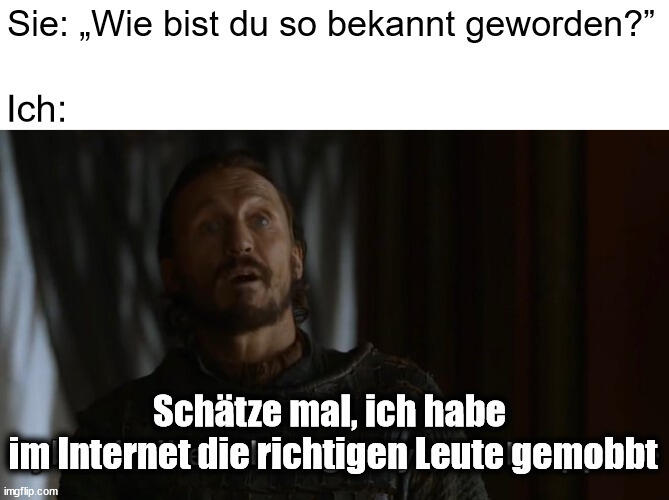 Sie: „Wie bist du so bekannt geworden?”
Ich:
Schätze mal, ich habe
im Internet die richtigen Leute gemobbt
imgflip.com